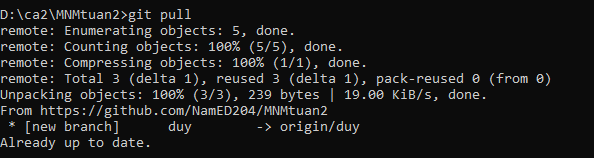 D:\ca2\MNMtuan2>git pull
remote: Enumerating objects: 5, done.
remote: Counting objects: 100% (5/5), done.
remote: Compressing objects: 100% (1/1), done.
remote: Total 3 (delta 1), reused 3 (delta 1), pack-reused 0 (from 0)
Unpacking objects: 100% (3/3), 239 bytes | 19.00 KiB/s, done.
From https://github.com/NamED204/MNMtuan2
 * [new branch]      duy        -> origin/duy
Already up to date.